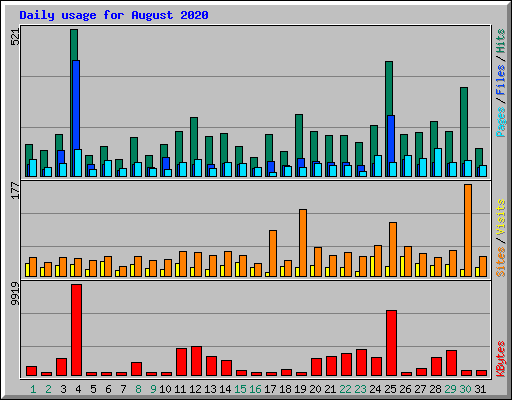 Daily usage for August 2020
521
Pages / Files / Hits
177
Sites / Visits
9919
KBytes
1 2 3 4 5 6 7 8 9 10 11 12 13 14 15 16 17 18 19 20 21 22 23 24 25 26 27 28 29 30 31